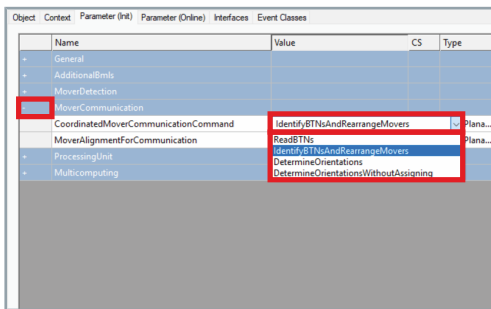 Object Context Parameter (Init) Parameter (Online) Interfaces Event Classes
Name Value CS Type
+ General
+ AdditionalBmls
+ MoverDetection
MoverCommunication
CoordinatedMoverCommunicationCommand IdentifyBTNsAndRearrangeMovers Plana...
MoverAlignmentForCommunication ReadBTNs Plana...
IdentifyBTNsAndRearrangeMovers
+ ProcessingUnit DetermineOrientations
+ Multicomputing DetermineOrientationsWithoutAssigning